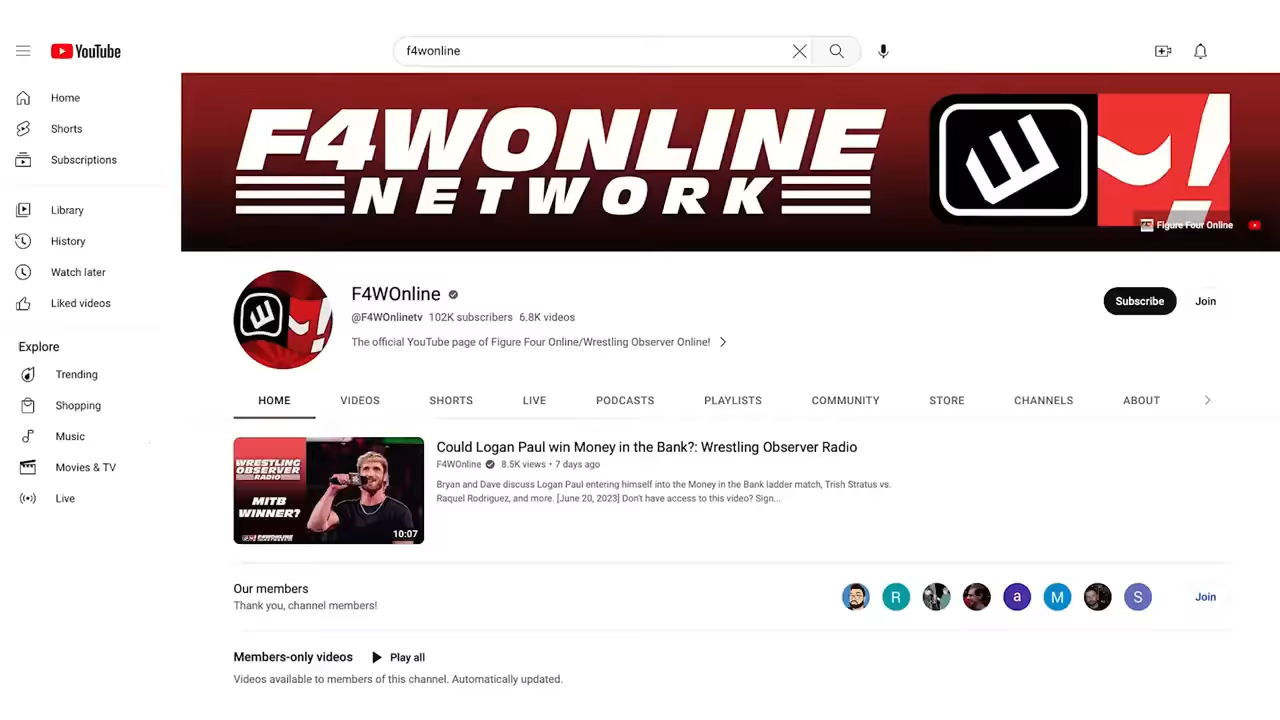 YouTube
f4wonline
Home
Shorts
Subscriptions
Library
History
Watch later
Liked videos
Explore
Trending
Shopping
Music
Movies & TV
Live
F4WONLINE
NETWORK
Figure Four Online
F4WOnline
@F4WOnlinetv 102K subscribers 6.8K videos
The official YouTube page of Figure Four Online/Wrestling Observer Online!
Subscribe
Join
HOME VIDEOS SHORTS LIVE PODCASTS PLAYLISTS COMMUNITY STORE CHANNELS ABOUT
WRESTLING
OBSERVER
RADIO
MITB
WINNER?
F4WONLINE
10:07
Could Logan Paul win Money in the Bank?: Wrestling Observer Radio
F4WOnline 8.5K views • 7 days ago
Bryan and Dave discuss Logan Paul entering himself into the Money in the Bank ladder match, Trish Stratus vs.
Raquel Rodriguez, and more. [June 20, 2023] Don't have access to this video? Sign...
Our members
Thank you, channel members!
R a M S
Join
Members-only videos Play all
Videos available to members of this channel. Automatically updated.